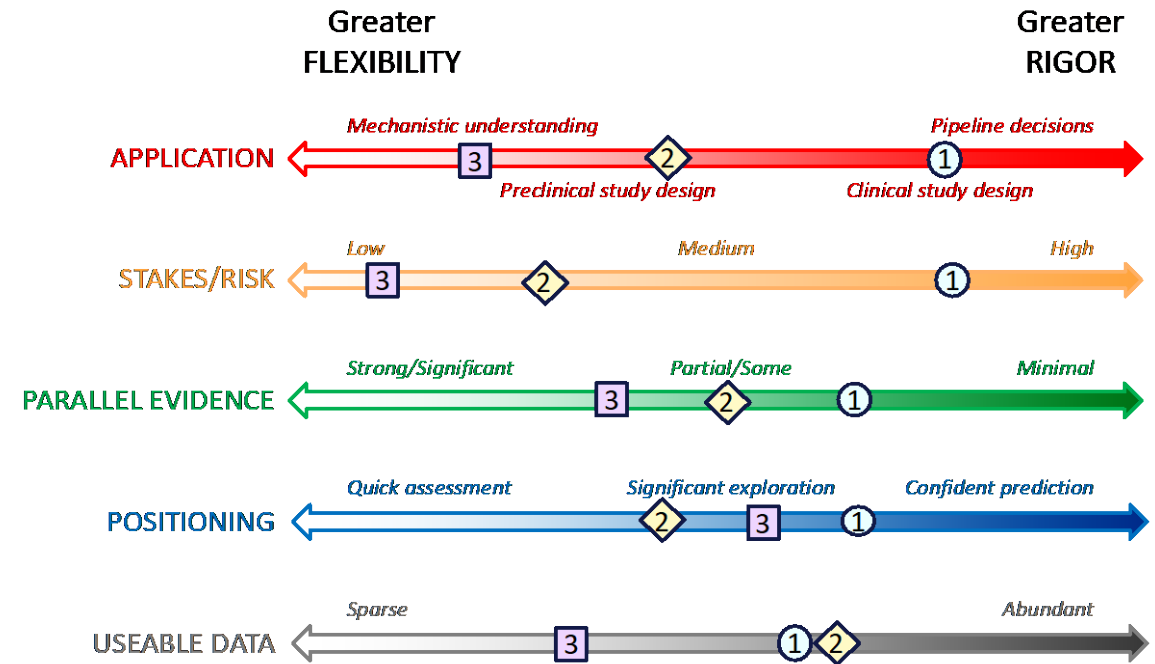 Greater
FLEXIBILITY
Greater
RIGOR
Mechanistic understanding
Pipeline decisions
APPLICATION
3
2
1
Preclinical study design
Clinical study design
Low
Medium
High
STAKES/RISK
3
2
1
Strong/Significant
Partial/Some
Minimal
PARALLEL EVIDENCE
3
2
1
Quick assessment
Significant exploration
Confident prediction
POSITIONING
2
3
1
Sparse
Abundant
USEABLE DATA
3
1
2